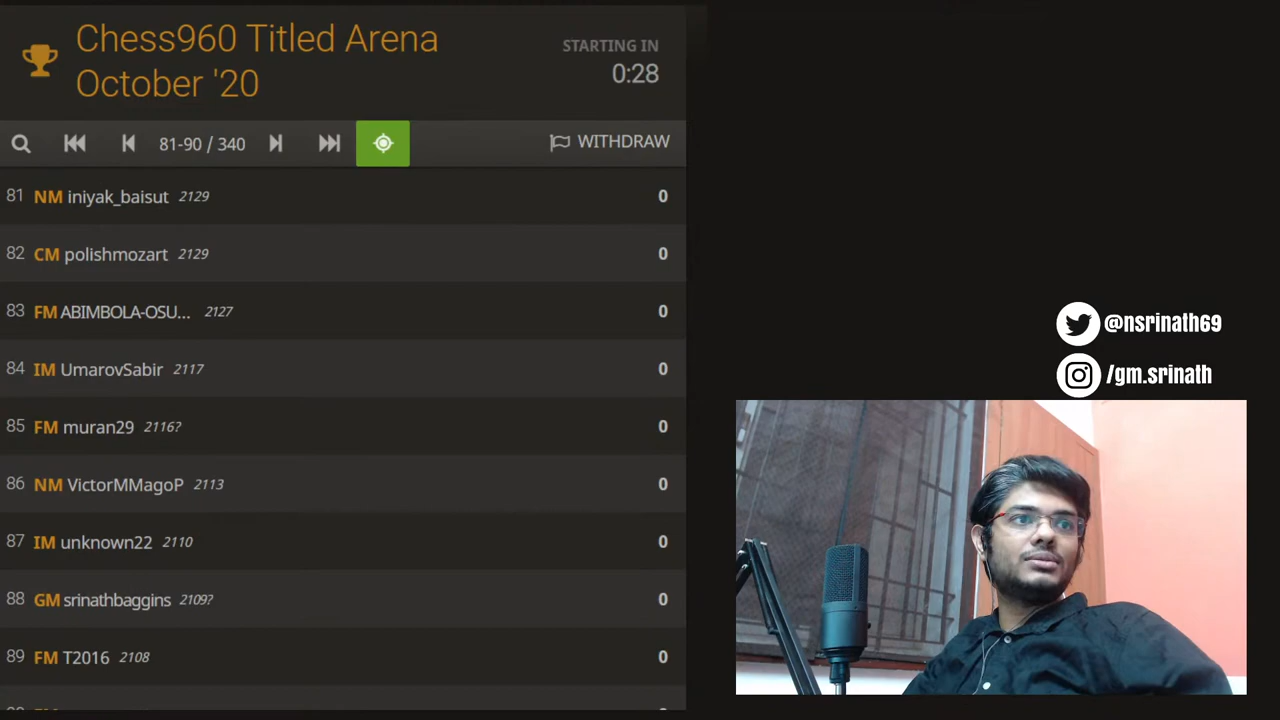 Chess960 Titled Arena
October '20
STARTING IN
0:28
81-90 / 340
WITHDRAW
81 NM iniyak_baisut 2129 0
82 CM polishmozart 2129 0
83 FM ABIMBOLA-OSU... 2127 0
84 IM UmarovSabir 2117 0
85 FM muran29 2116? 0
86 NM VictorMMagoP 2113 0
87 IM unknown22 2110 0
88 GM srinathbaggins 2109? 0
89 FM T2016 2108 0
@nsrinath69
/gm.srinath